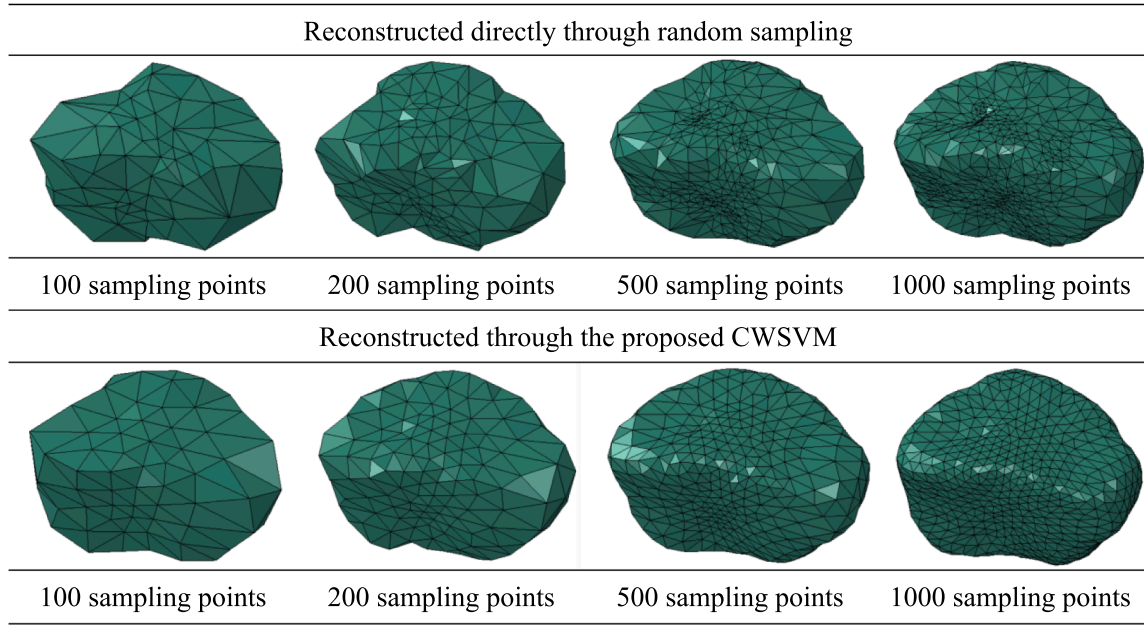 Reconstructed directly through random sampling
100 sampling points
200 sampling points
500 sampling points
1000 sampling points
Reconstructed through the proposed CWSVM
100 sampling points
200 sampling points
500 sampling points
1000 sampling points